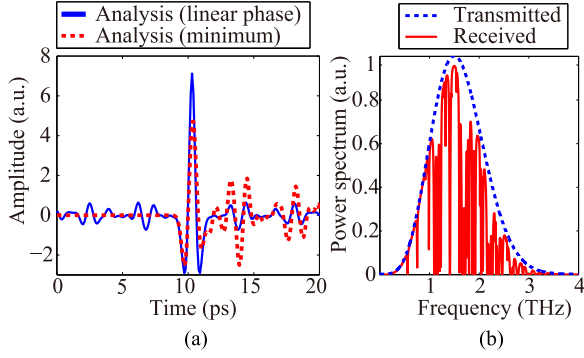 Analysis (linear phase)
Analysis (minimum)
Amplitude (a.u.)
8
6
4
2
0
−2
0
5
10
15
20
Time (ps)
(a)
Transmitted
Received
Power spectrum (a.u.)
1
0.8
0.6
0.4
0.2
0
1
2
3
4
Frequency (THz)
(b)